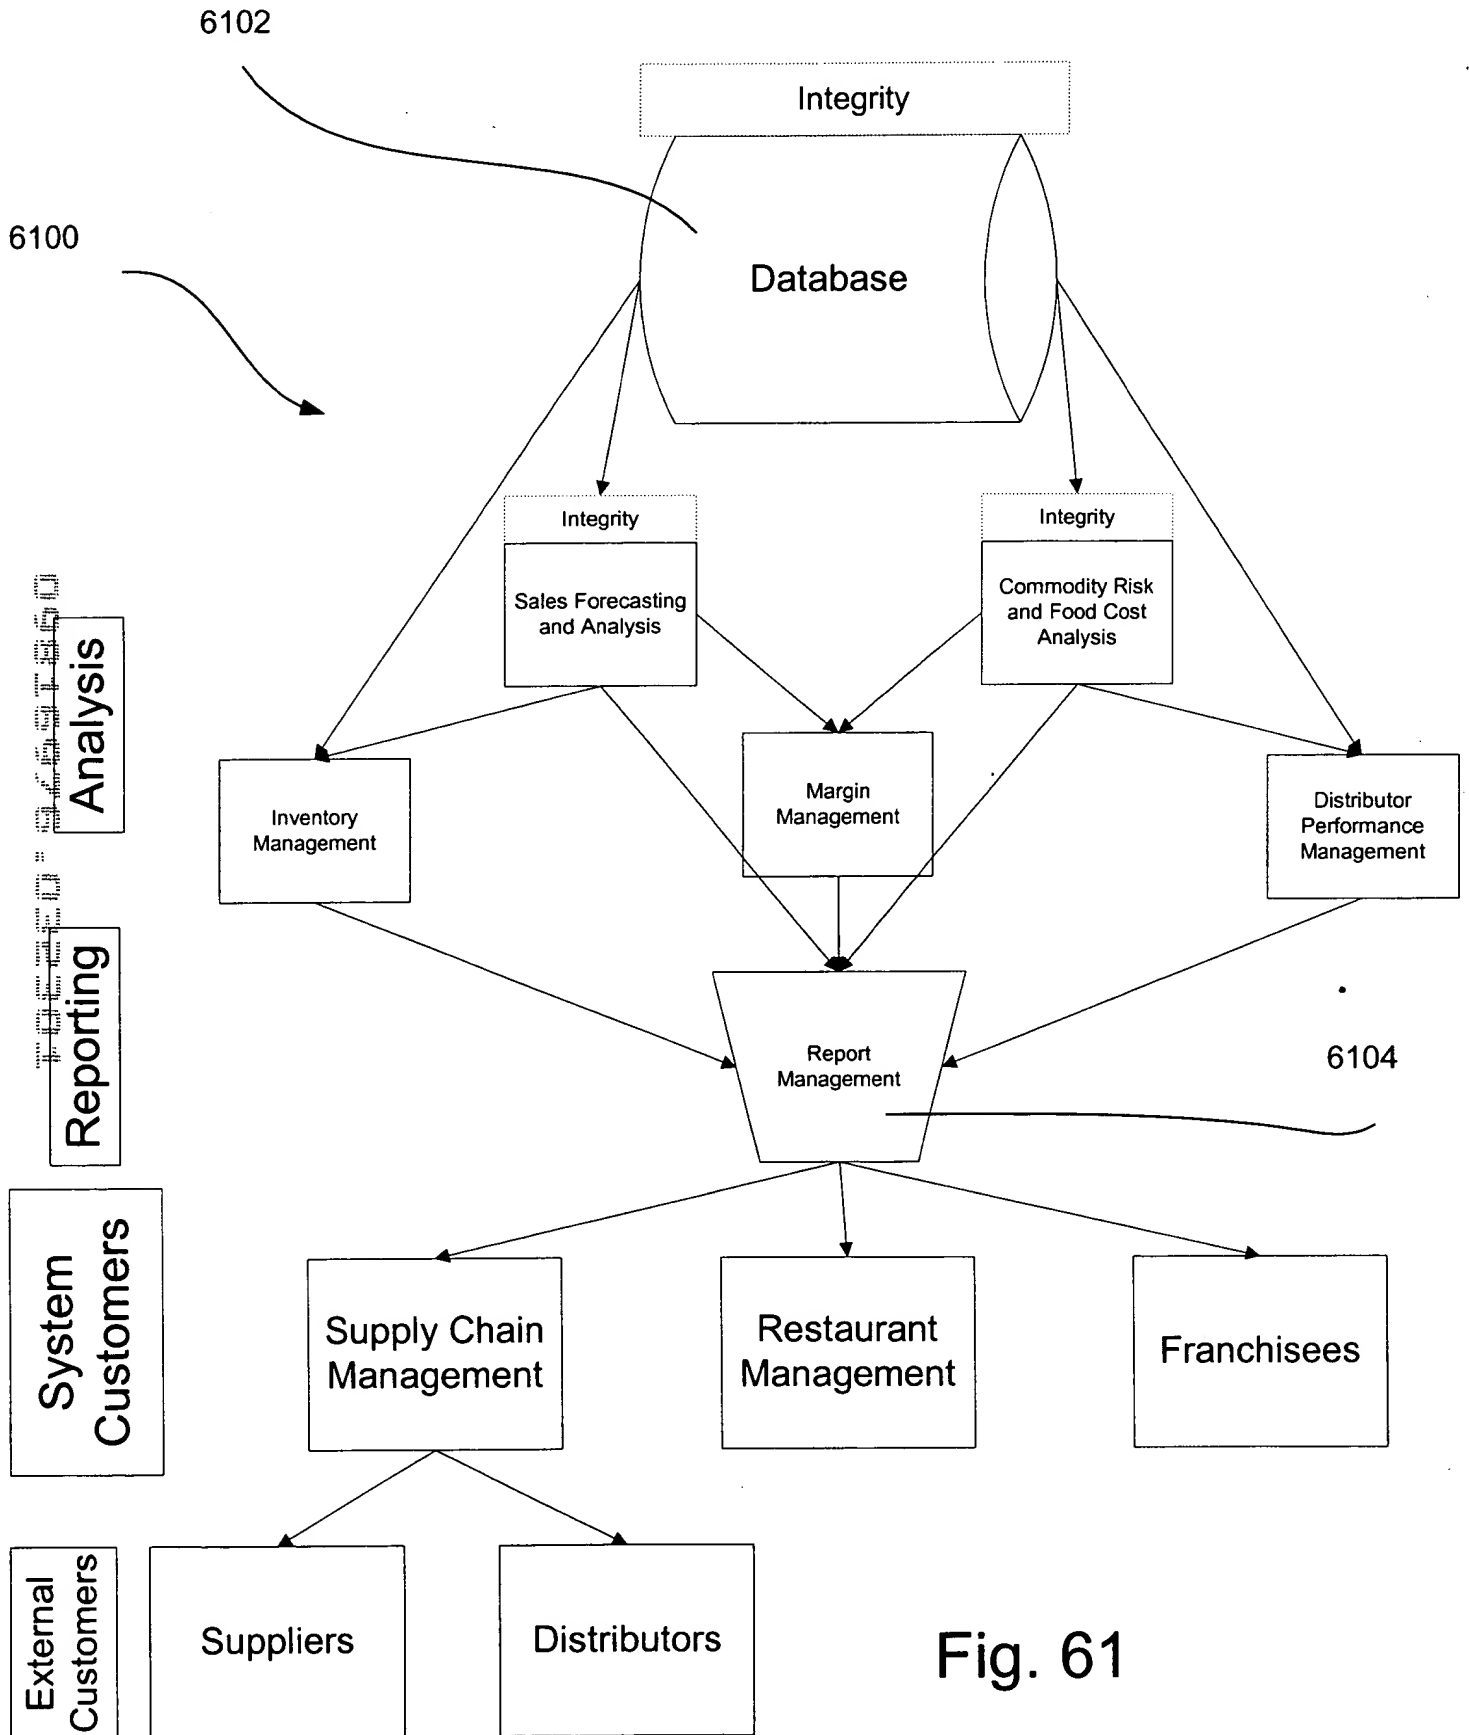 6102
Integrity
6100
Database
Integrity
Integrity
Sales Forecasting
and Analysis
Commodity Risk
and Food Cost
Analysis
Analysis
Inventory
Management
Margin
Management
Distributor
Performance
Management
Reporting
Report
Management
6104
System
Customers
Supply Chain
Management
Restaurant
Management
Franchisees
External
Customers
Suppliers
Distributors
Fig. 61